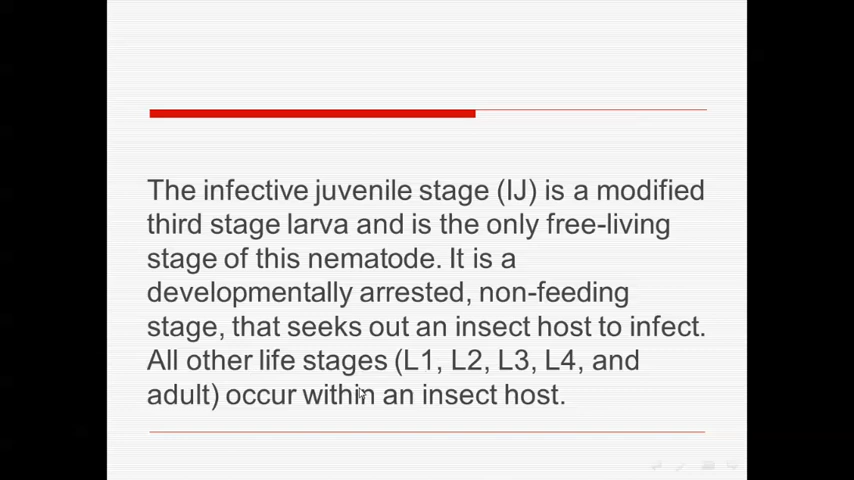 The infective juvenile stage (IJ) is a modified
third stage larva and is the only free-living
stage of this nematode. It is a
developmentally arrested, non-feeding
stage, that seeks out an insect host to infect.
All other life stages (L1, L2, L3, L4, and
adult) occur within an insect host.